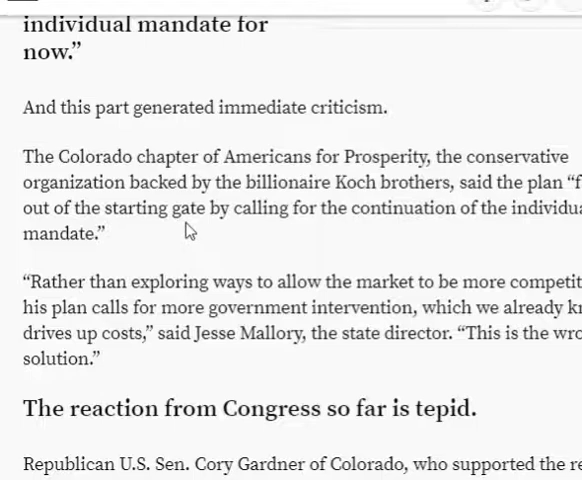 individual mandate for
now.”
And this part generated immediate criticism.
The Colorado chapter of Americans for Prosperity, the conservative
organization backed by the billionaire Koch brothers, said the plan
out of the starting gate by calling for the continuation of the
mandate.”
“Rather than exploring ways to allow the market to be more
his plan calls for more government intervention, which we already
drives up costs,” said Jesse Mallory, the state director. “This is the
solution.”
The reaction from Congress so far is tepid.
Republican U.S. Sen. Cory Gardner of Colorado, who supported the